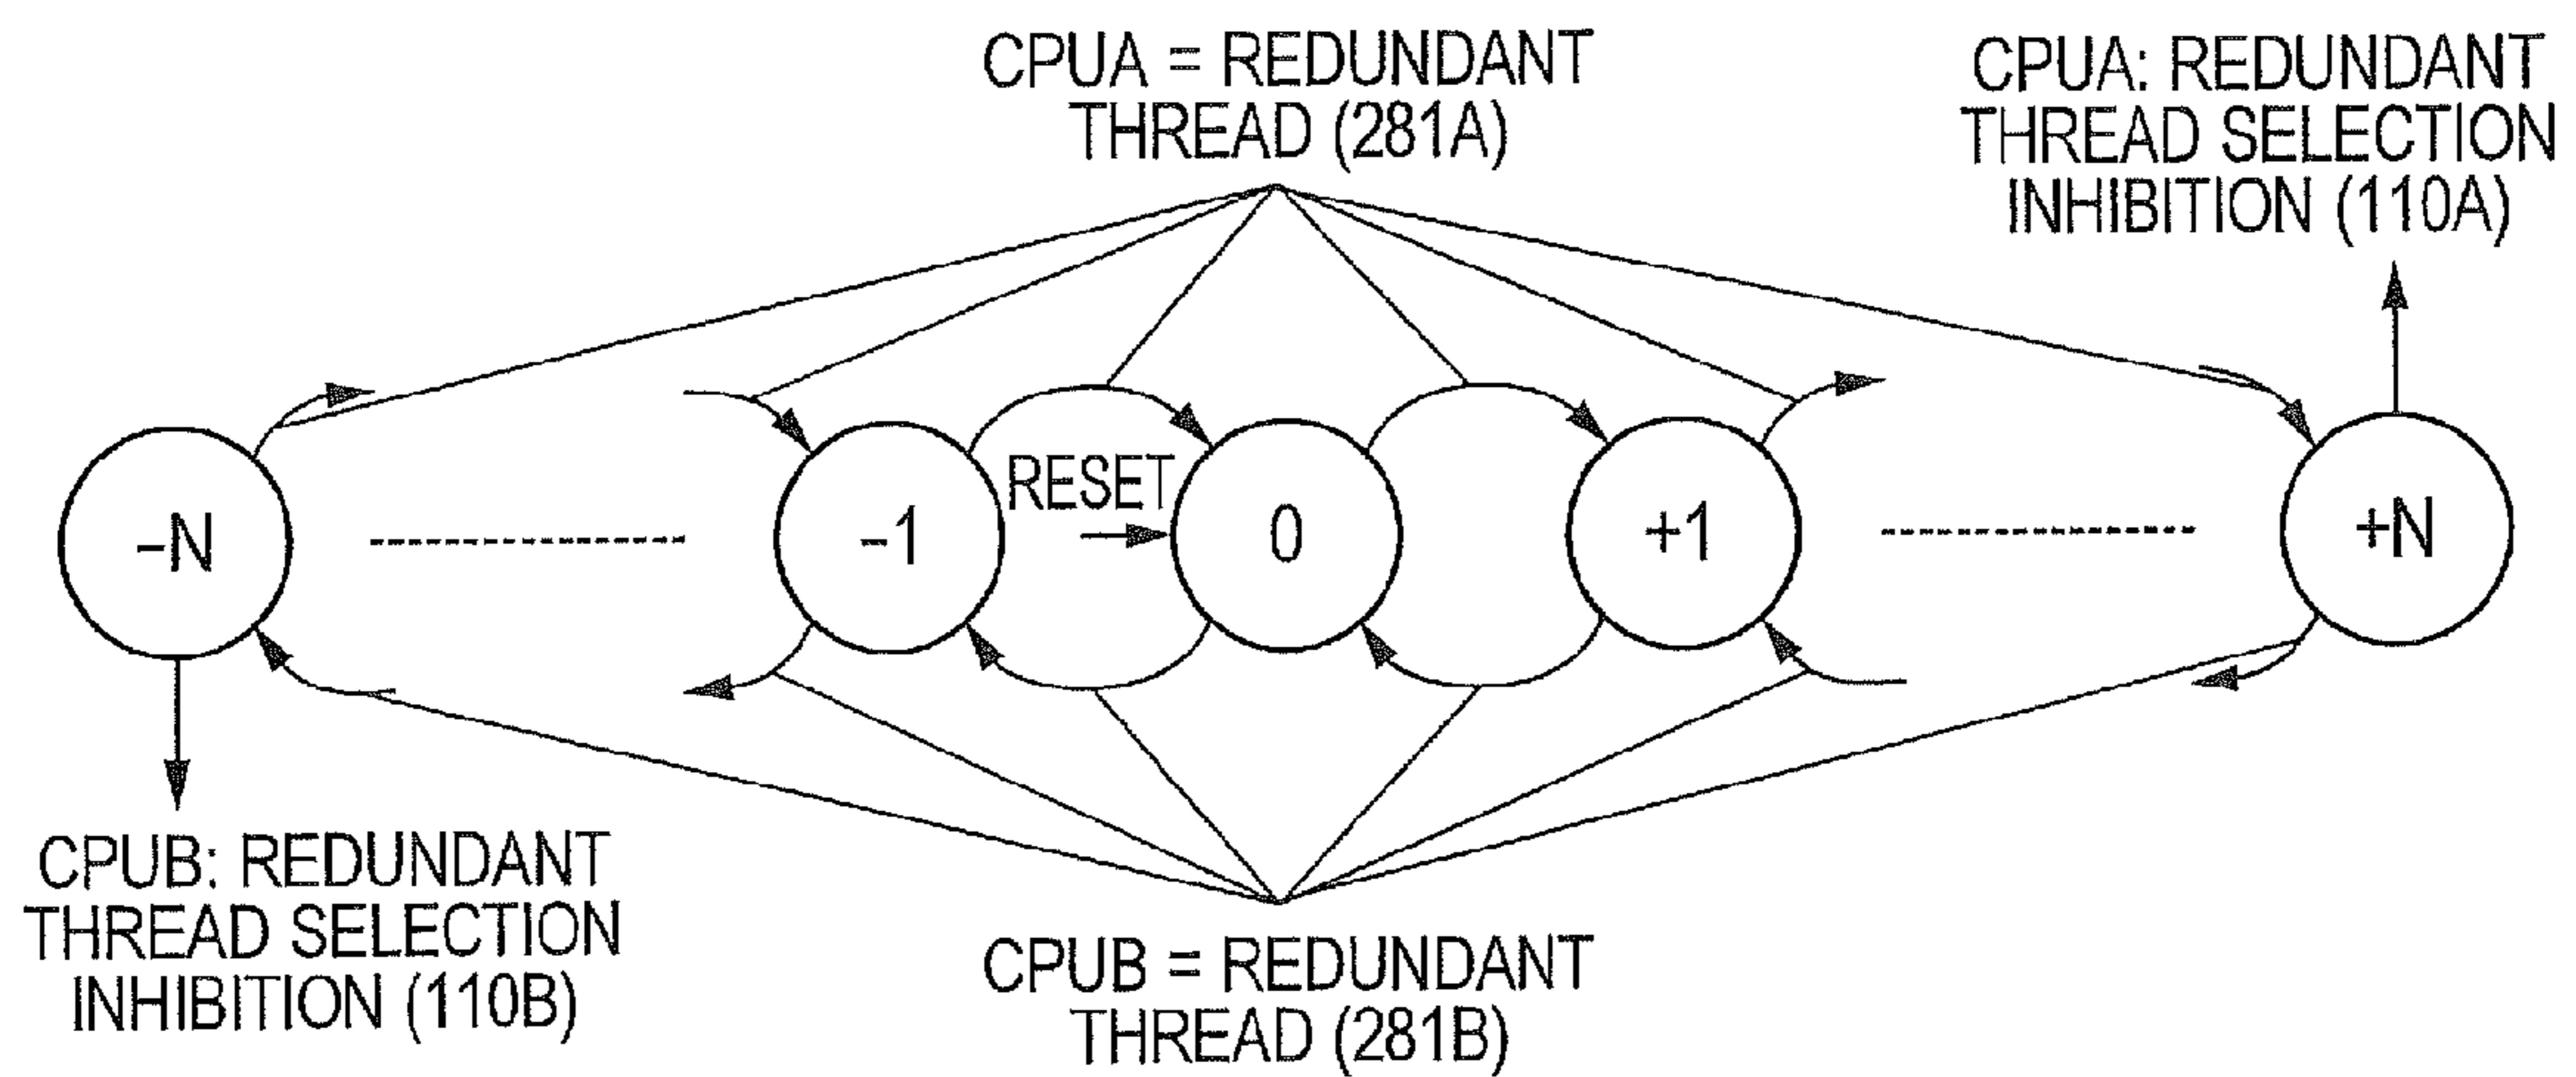 CPUA = REDUNDANT
THREAD (281A)
CPUA: REDUNDANT
THREAD SELECTION
INHIBITION (110A)
RESET
-N
-1
0
+1
+N
CPUB: REDUNDANT
THREAD SELECTION
INHIBITION (110B)
CPUB = REDUNDANT
THREAD (281B)